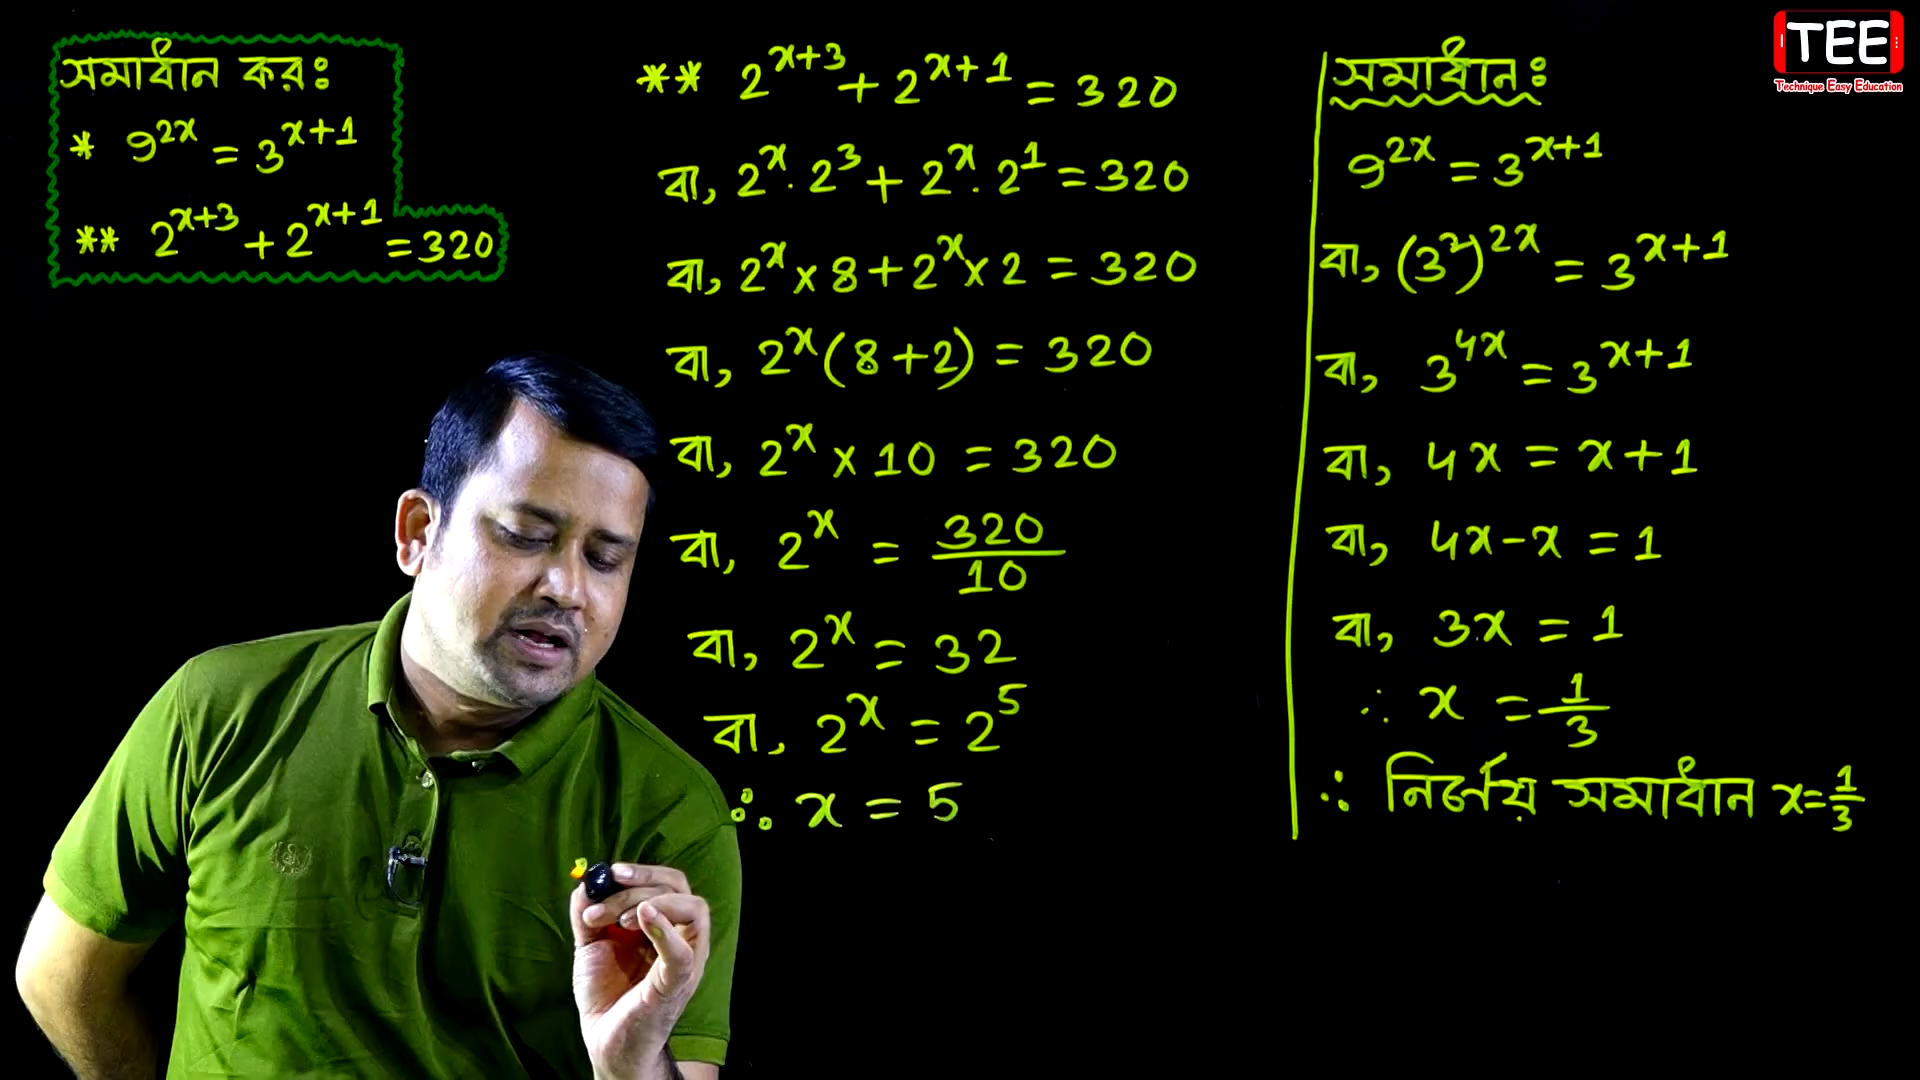 সমাধান করঃ
* 9^{2x} = 3^{x+1}
** 2^{x+3} + 2^{x+1} = 320
** 2^{x+3} + 2^{x+1} = 320
বা, 2^x . 2^3 + 2^x . 2^1 = 320
বা, 2^x × 8 + 2^x × 2 = 320
বা, 2^x (8 + 2) = 320
বা, 2^x × 10 = 320
বা, 2^x = 320/10
বা, 2^x = 32
বা, 2^x = 2^5
∴ x = 5
সমাধানঃ
9^{2x} = 3^{x+1}
বা, (3^2)^{2x} = 3^{x+1}
বা, 3^{4x} = 3^{x+1}
বা, 4x = x + 1
বা, 4x - x = 1
বা, 3x = 1
∴ x = 1/3
∴ নির্ণেয় সমাধান x = 1/3
TEE
Technique Easy Education